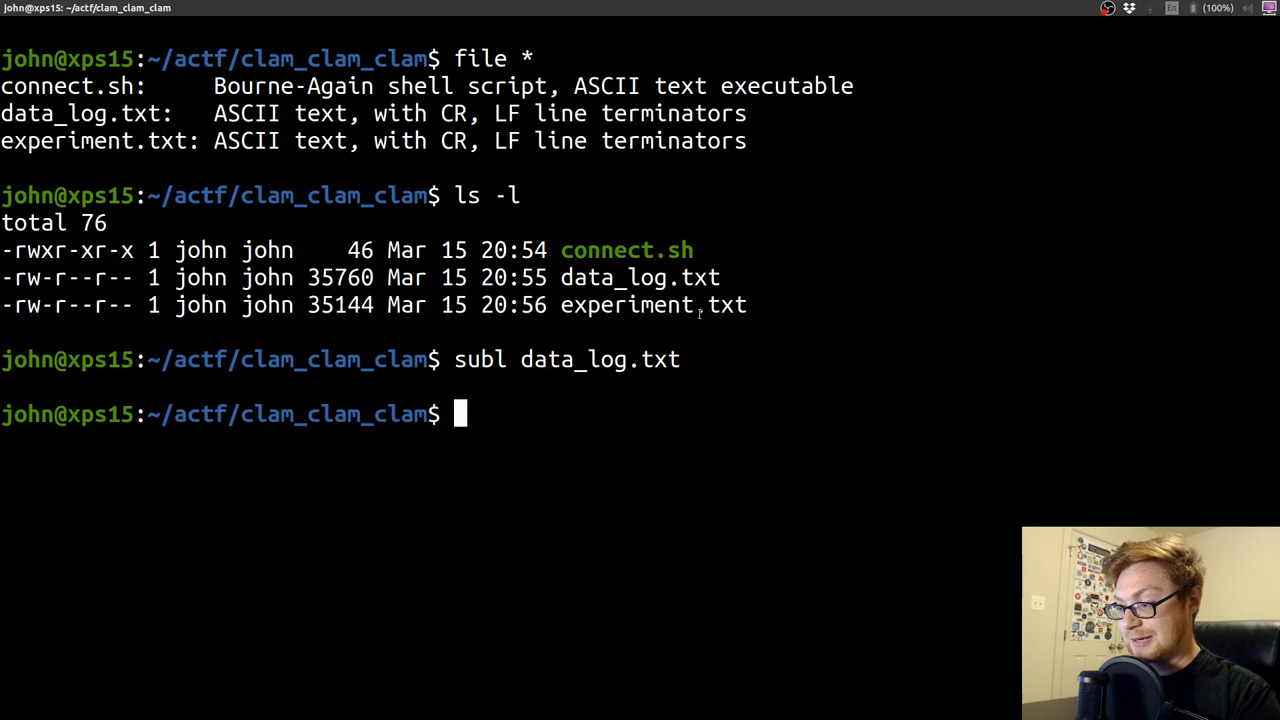 john@xps15: ~/actf/clam_clam_clam
En
(100%)
john@xps15:~/actf/clam_clam_clam$ file *
connect.sh:     Bourne-Again shell script, ASCII text executable
data_log.txt:   ASCII text, with CR, LF line terminators
experiment.txt: ASCII text, with CR, LF line terminators
john@xps15:~/actf/clam_clam_clam$ ls -l
total 76
-rwxr-xr-x 1 john john    46 Mar 15 20:54 connect.sh
-rw-r--r-- 1 john john 35760 Mar 15 20:55 data_log.txt
-rw-r--r-- 1 john john 35144 Mar 15 20:56 experiment.txt
john@xps15:~/actf/clam_clam_clam$ subl data_log.txt
john@xps15:~/actf/clam_clam_clam$